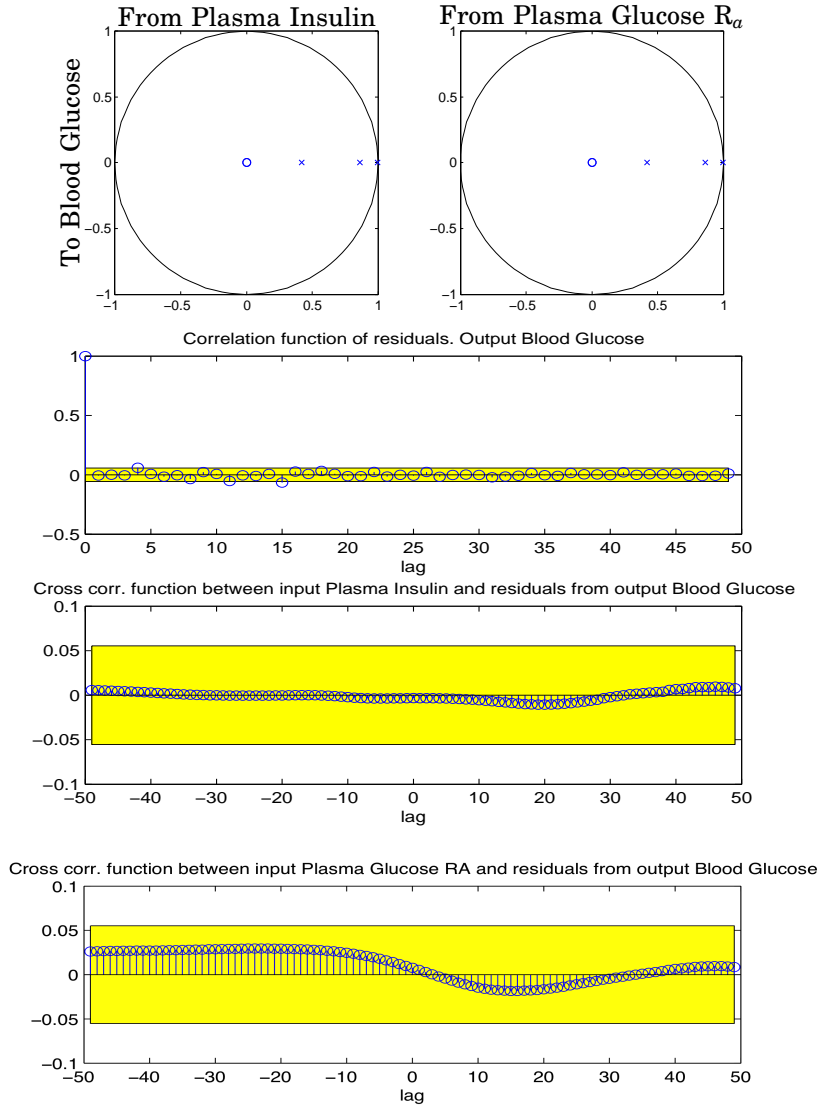 From Plasma Insulin
From Plasma Glucose Ra
To Blood Glucose
1
0.5
0
−0.5
−1
−1 −0.5 0 0.5 1
1
0.5
0
−0.5
−1
−1 −0.5 0 0.5 1
Correlation function of residuals. Output Blood Glucose
1
0.5
0
−0.5
0 5 10 15 20 25 30 35 40 45 50
lag
Cross corr. function between input Plasma Insulin and residuals from output Blood Glucose
0.1
0.05
0
−0.05
−0.1
−50 −40 −30 −20 −10 0 10 20 30 40 50
lag
Cross corr. function between input Plasma Glucose RA and residuals from output Blood Glucose
0.1
0.05
0
−0.05
−0.1
−50 −40 −30 −20 −10 0 10 20 30 40 50
lag